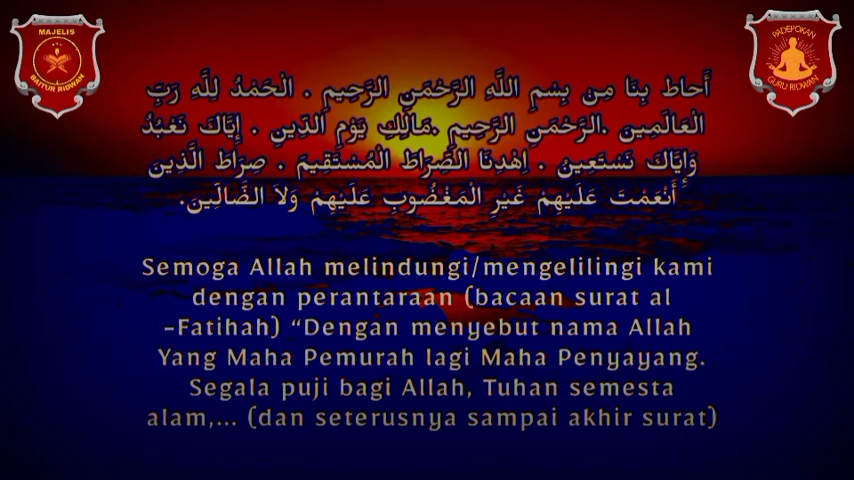 MAJELIS
BAITUR RIDWAN
PADEPOKAN
GURU RIDWAN
أَحَاطَ بِنَا مِن بِسْمِ اللَّهِ الرَّحْمَنِ الرَّحِيمِ . الْحَمْدُ لِلَّهِ رَبِّ
الْعَالَمِينَ .الرَّحْمَنِ الرَّحِيمِ .مَالِكِ يَوْمِ الدِّينِ . إِيَّاكَ نَعْبُدُ
وَإِيَّاكَ نَسْتَعِينُ . اِهْدِنَا الصِّرَاطَ الْمُسْتَقِيمَ . صِرَاطَ الَّذِينَ
أَنْعَمْتَ عَلَيْهِمْ غَيْرِ الْمَغْضُوبِ عَلَيْهِمْ وَلاَ الضَّالِّينَ.
Semoga Allah melindungi/mengelilingi kami
dengan perantaraan (bacaan surat al
-Fatihah) “Dengan menyebut nama Allah
Yang Maha Pemurah lagi Maha Penyayang.
Segala puji bagi Allah, Tuhan semesta
alam,... (dan seterusnya sampai akhir surat)